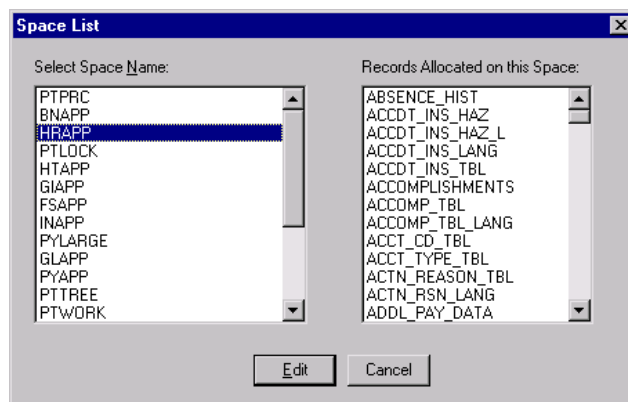 Space List
Select Space Name:
PTPRC
BNAPP
HRAPP
PTLOCK
HTAPP
GIAPP
FSAPP
INAPP
PYLARGE
GLAPP
PYAPP
PTTREE
PTWORK
Records Allocated on this Space:
ABSENCE_HIST
ACCDT_INS_HAZ
ACCDT_INS_HAZ_L
ACCDT_INS_LANG
ACCDT_INS_TBL
ACCOMPLISHMENTS
ACCOMP_TBL
ACCOMP_TBL_LANG
ACCT_CD_TBL
ACCT_TYPE_TBL
ACTN_REASON_TBL
ACTN_RSN_LANG
ADDL_PAY_DATA
Edit
Cancel